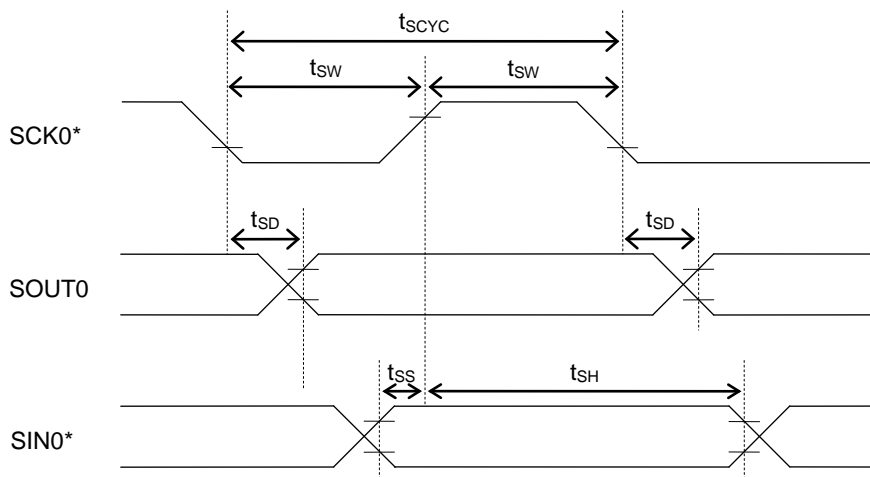 tSCYC
tSW tSW
SCK0*
tSD tSD
SOUT0
tSS tSH
SIN0*